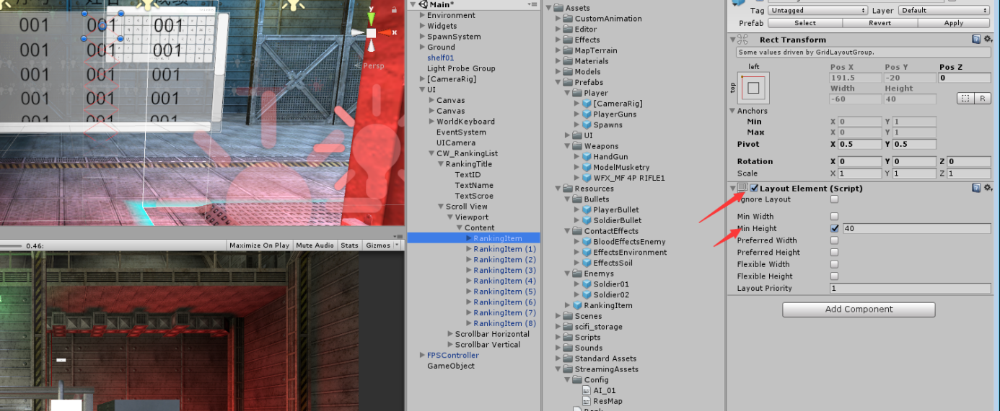 序号 姓名 成绩
001 001 001
001 001 001
001 001 001
001 001 001
001 001 001
y
x
Persp
0.46:
Maximize On Play
Mute Audio
Stats
Gizmos
Main*
Environment
Widgets
SpawnSystem
Ground
shelf01
Light Probe Group
[CameraRig]
UI
Canvas
Canvas
WorldKeyboard
EventSystem
UICamera
CW_RankingList
RankingTitle
TextID
TextName
TextScroe
Scroll View
Viewport
Content
RankingItem
RankingItem (1)
RankingItem (2)
RankingItem (3)
RankingItem (4)
RankingItem (5)
RankingItem (6)
RankingItem (7)
RankingItem (8)
Scrollbar Horizontal
Scrollbar Vertical
FPSController
GameObject
Assets
CustomAnimation
Editor
Effects
MapTerrain
Materials
Models
Prefabs
Player
[CameraRig]
PlayerGuns
Spawns
UI
Weapons
HandGun
ModelMusketry
WFX_MF 4P RIFLE1
Resources
Bullets
PlayerBullet
SoldierBullet
ContactEffects
BloodEffectsEnemy
EffectsEnvironment
EffectsSoil
Enemys
Soldier01
Soldier02
RankingItem
Scenes
scifi_storage
Scripts
Sounds
Standard Assets
StreamingAssets
Config
AI_01
ResMap
Tag Untagged Layer Default
Prefab Select Revert Apply
Rect Transform
Some values driven by GridLayoutGroup.
left
top
Pos X Pos Y Pos Z
191.5 -20 0
Width Height
-60 40
R
Anchors
Min X 0 Y 1
Max X 0 Y 1
Pivot X 0.5 Y 0.5
Rotation X 0 Y 0 Z 0
Scale X 1 Y 1 Z 1
Layout Element (Script)
Ignore Layout
Min Width
Min Height 40
Preferred Width
Preferred Height
Flexible Width
Flexible Height
Layout Priority 1
Add Component